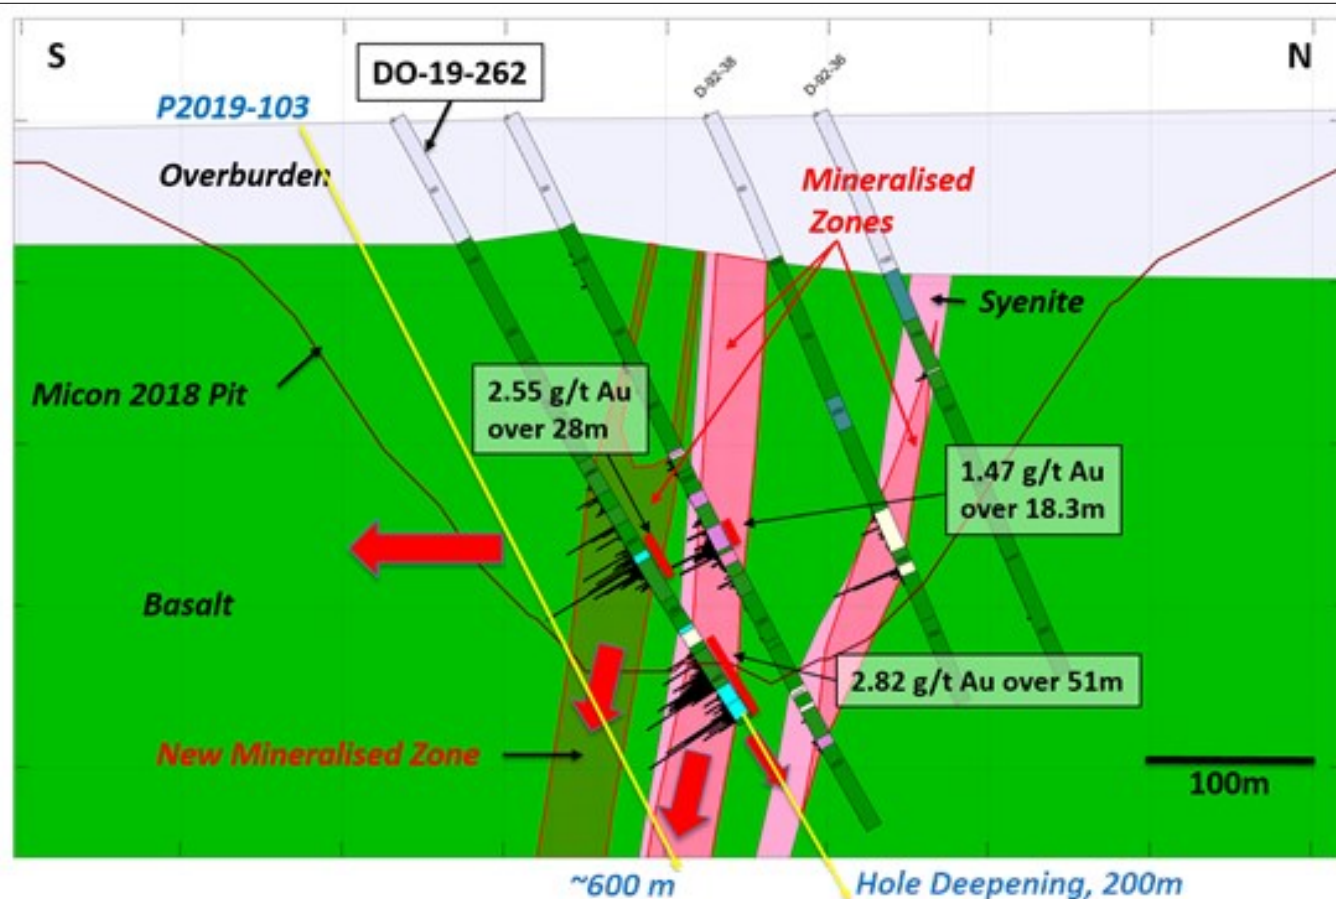 S
N
DO-19-262
D-92-38
D-92-36
P2019-103
Overburden
Mineralised
Zones
Syenite
Micon 2018 Pit
2.55 g/t Au
over 28m
1.47 g/t Au
over 18.3m
Basalt
2.82 g/t Au over 51m
New Mineralised Zone
100m
~600 m
Hole Deepening, 200m